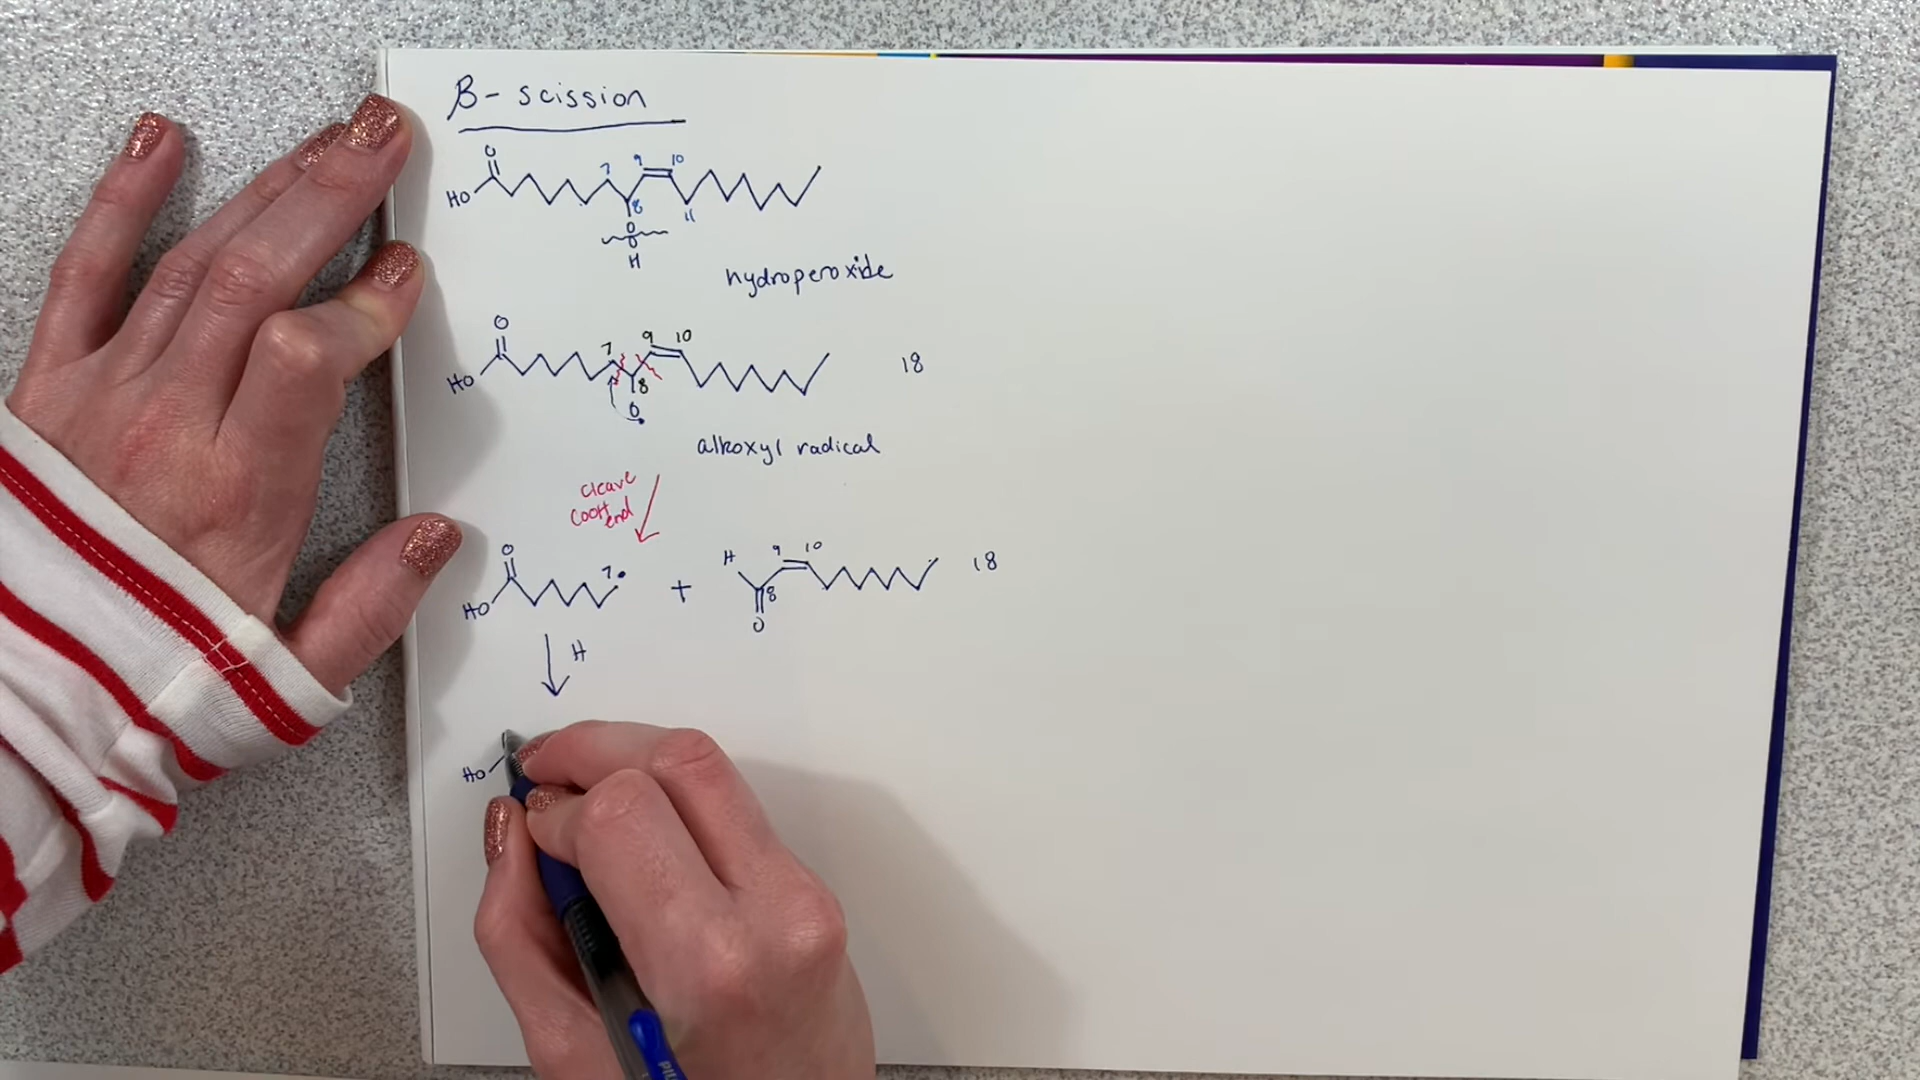 β- scission
O
HO 7 8 9 10 11
O
O
H
hydroperoxide
O
HO 7 8 9 10 18
O
alkoxyl radical
cleave
COOH end
O
HO 7 + H 8 9 10 18
O
H
HO
PIL